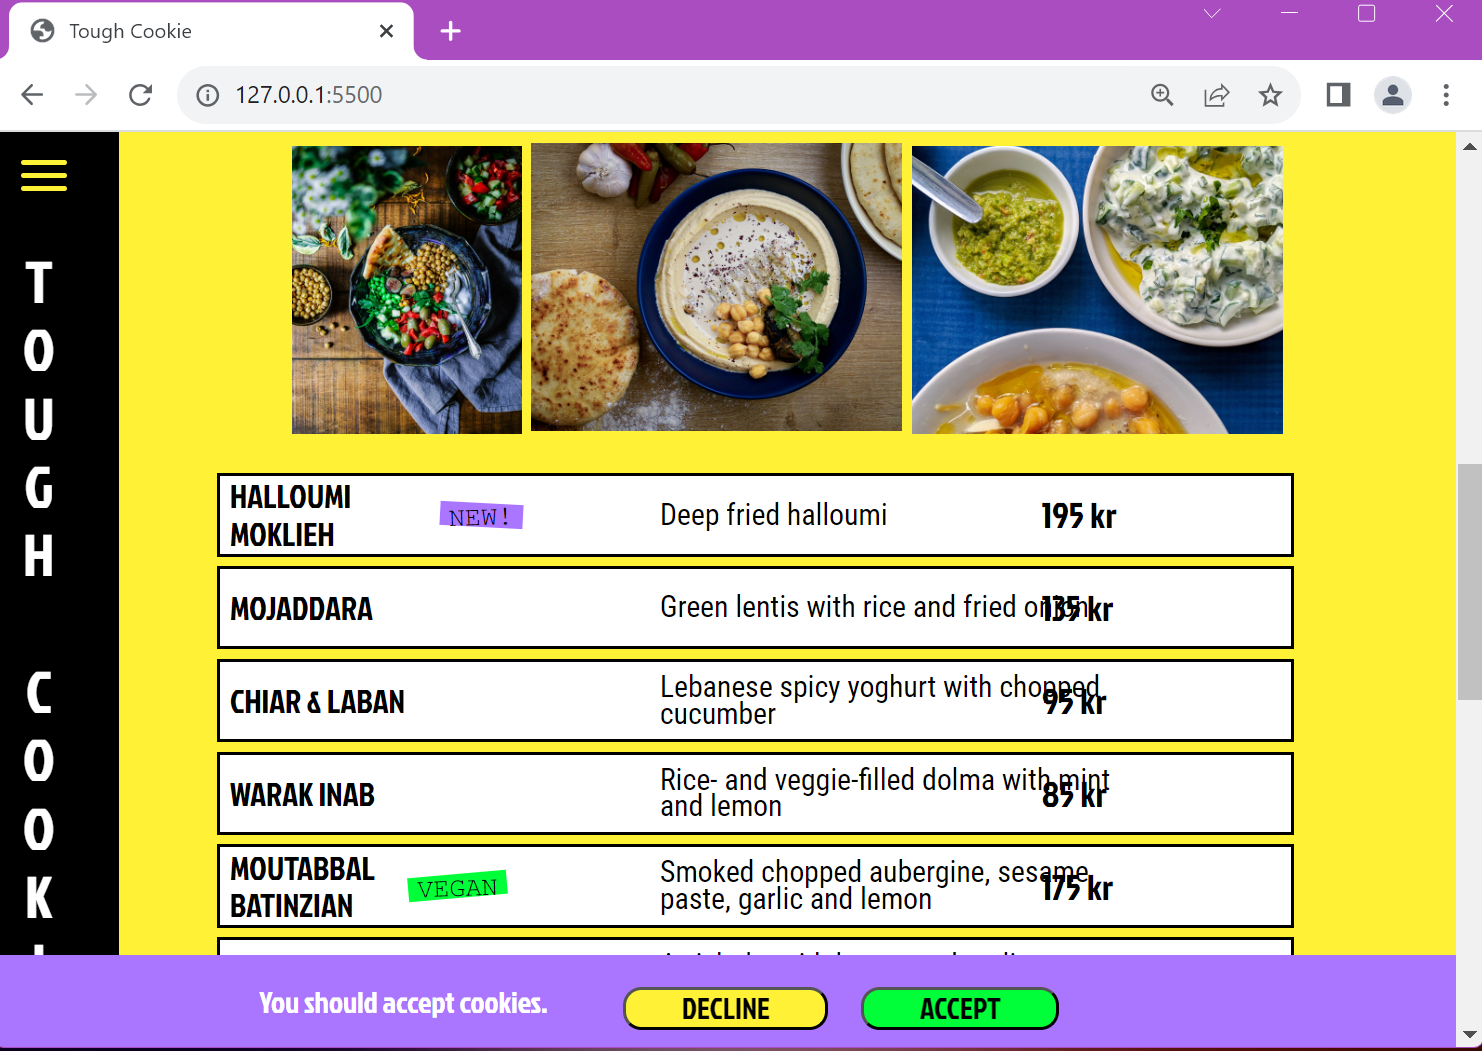 Tough Cookie
127.0.0.1:5500
TOUGH COOK
HALLOUMI
MOKLIEH
NEW!
Deep fried halloumi
195 kr
MOJADDARA
Green lentis with rice and fried onion
135 kr
CHIAR & LABAN
Lebanese spicy yoghurt with chopped
cucumber
95 kr
WARAK INAB
Rice- and veggie-filled dolma with mint
and lemon
85 kr
MOUTABBAL
BATINZIAN
VEGAN
Smoked chopped aubergine, sesame
paste, garlic and lemon
175 kr
You should accept cookies.
DECLINE
ACCEPT